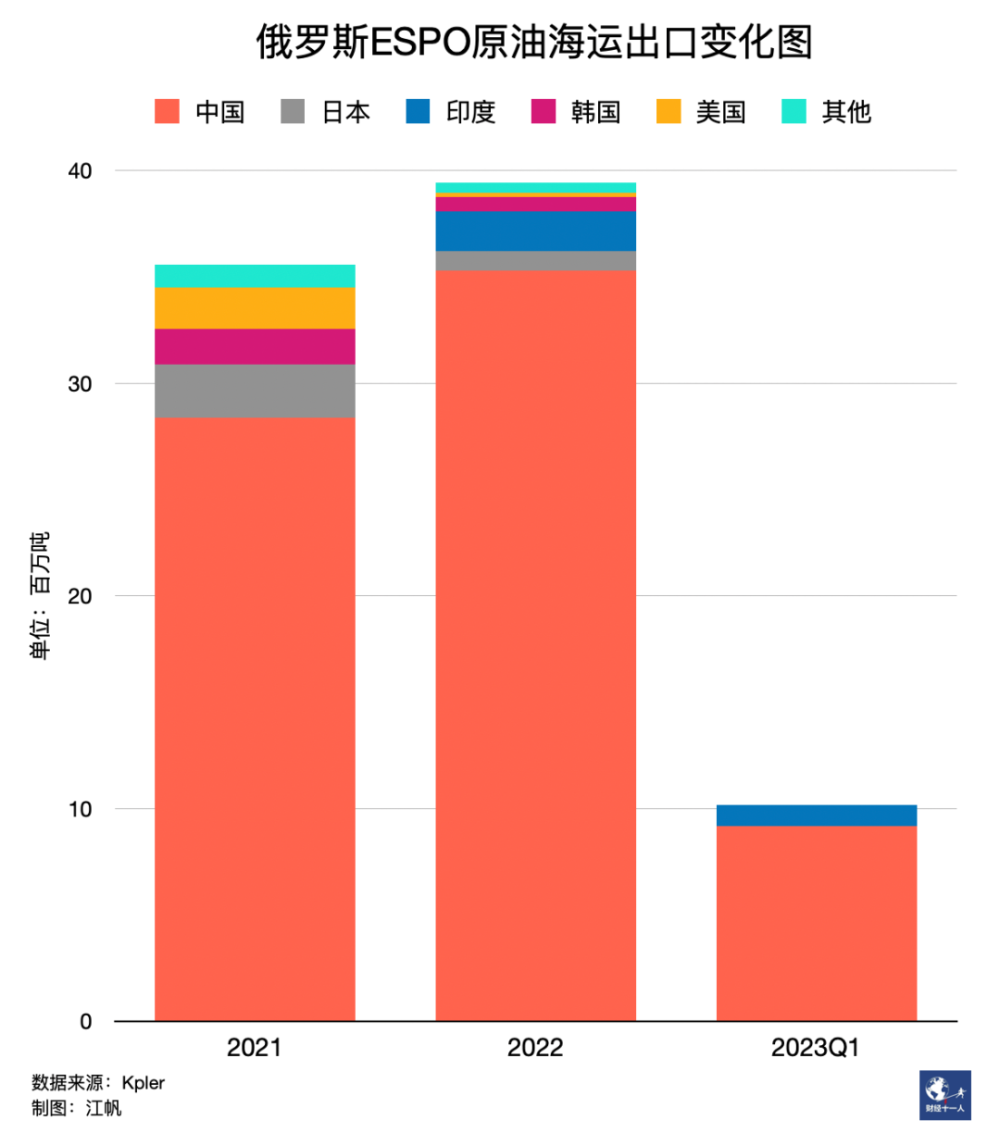 俄罗斯ESPO原油海运出口变化图
中国 日本 印度 韩国 美国 其他
40
30
20
10
0
单位：百万吨
2021 2022 2023Q1
数据来源：Kpler
制图：江帆
财经十一人